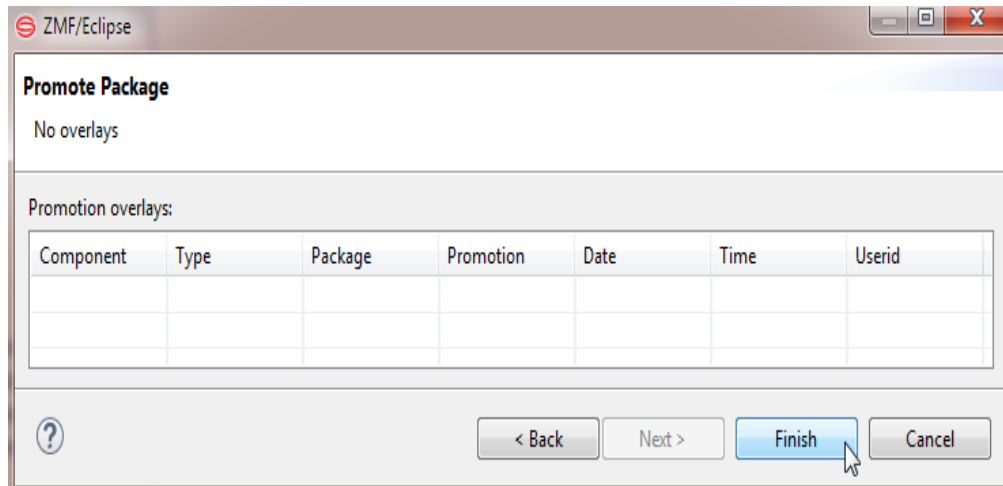 ZMF/Eclipse
Promote Package
No overlays
Promotion overlays:
Component Type Package Promotion Date Time Userid
? < Back Next > Finish Cancel